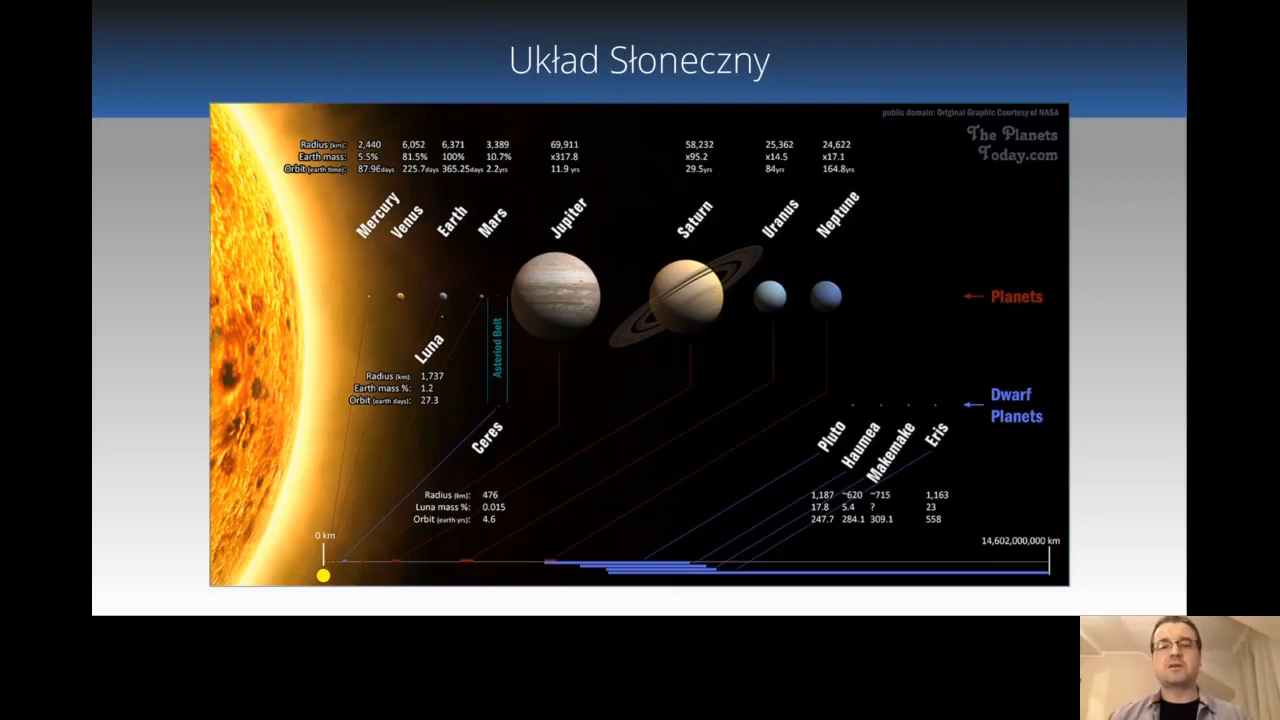 Układ Słoneczny
public domain: Original Graphic Courtesy of NASA
The Planets
Today.com
Radius (km): 2,440 6,052 6,371 3,389 69,911 58,232 25,362 24,622
Earth mass: 5.5% 81.5% 100% 10.7% x317.8 x95.2 x14.5 x17.1
Orbit (earth time): 87.96days 225.7days 365.25days 2.2yrs 11.9 yrs 29.5yrs 84yrs 164.8yrs
Mercury Venus Earth Mars Jupiter Saturn Uranus Neptune
Planets
Luna
Asteriod Belt
Radius (km): 1,737
Earth mass %: 1.2
Orbit (earth days): 27.3
Dwarf
Planets
Ceres
Pluto Haumea Makemake Eris
Radius (km): 476
Luna mass %: 0.015
Orbit (earth yrs): 4.6
1,187 ~620 ~715 1,163
17.8 5.4 ? 23
247.7 284.1 309.1 558
0 km
14,602,000,000 km